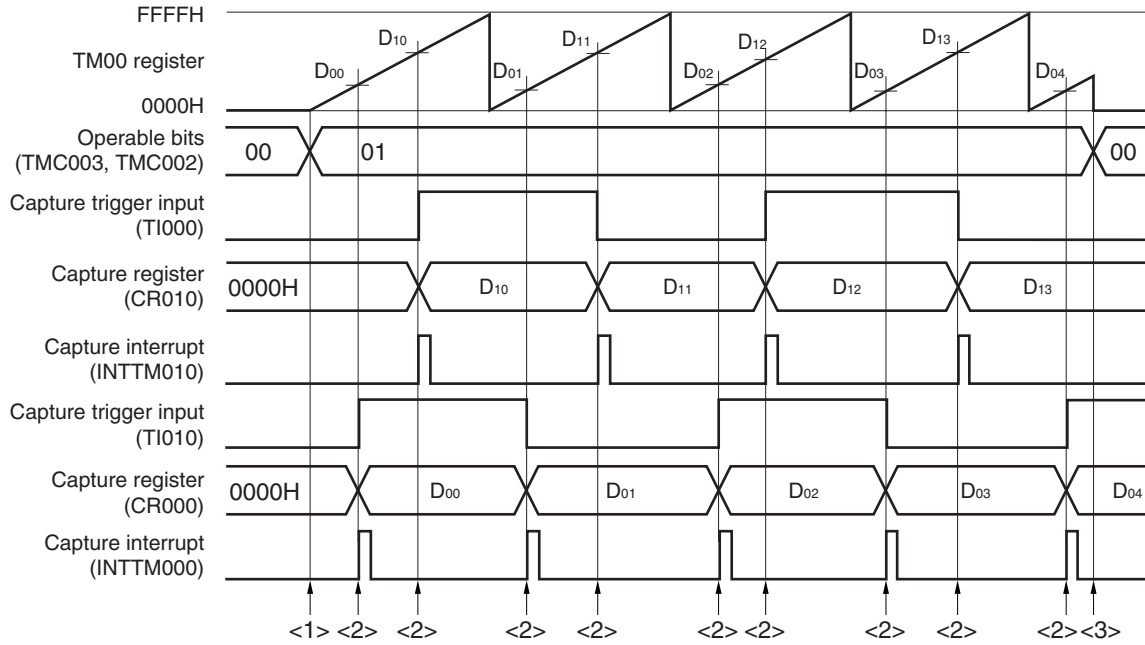 FFFFH
TM00 register
0000H
D10
D11
D12
D13
D00
D01
D02
D03
D04
Operable bits
(TMC003, TMC002)
00
01
00
Capture trigger input
(TI000)
Capture register
(CR010)
0000H
D10
D11
D12
D13
Capture interrupt
(INTTM010)
Capture trigger input
(TI010)
Capture register
(CR000)
0000H
D00
D01
D02
D03
D04
Capture interrupt
(INTTM000)
<1> <2> <2> <2> <2> <2> <2> <2> <2> <2> <3>